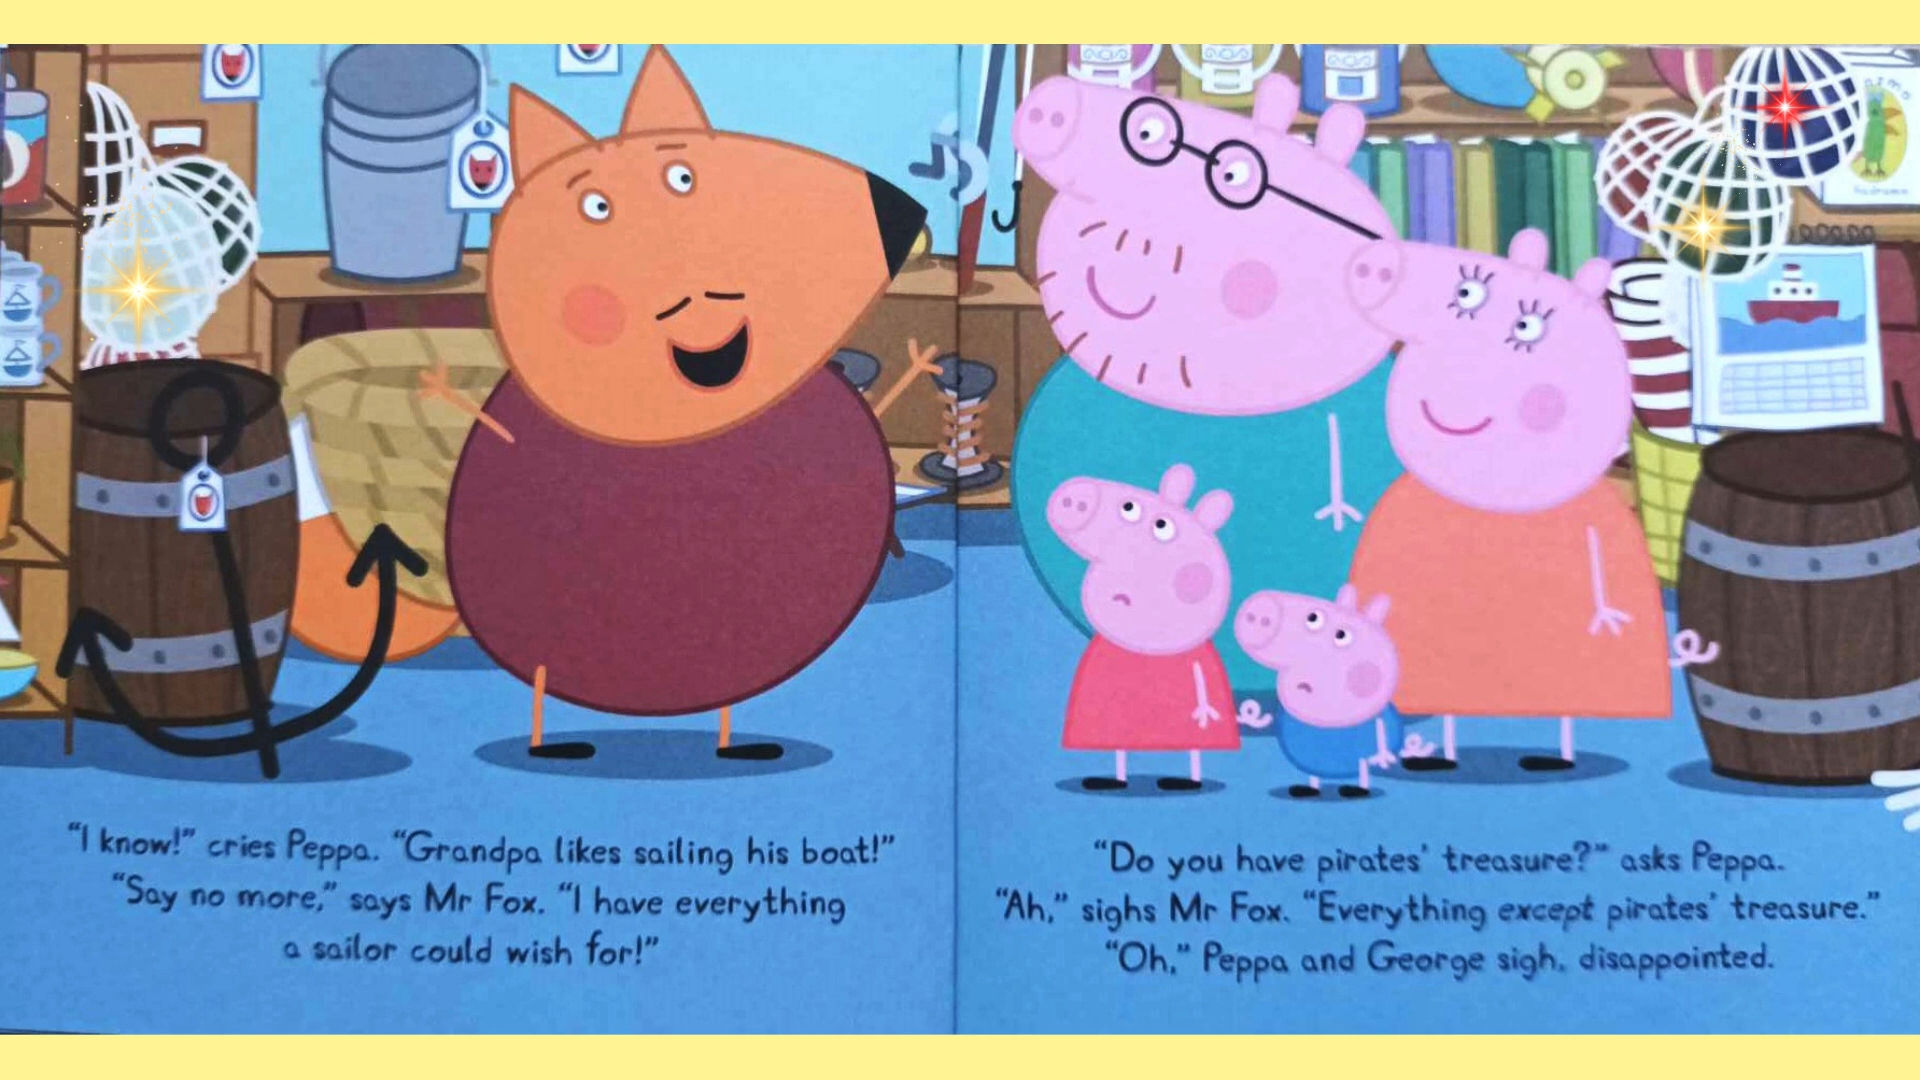 "I know!" cries Peppa. "Grandpa likes sailing his boat!"
"Say no more," says Mr Fox. "I have everything
a sailor could wish for!"
"Do you have pirates' treasure?" asks Peppa.
"Ah," sighs Mr Fox. "Everything except pirates' treasure."
"Oh," Peppa and George sigh, disappointed.